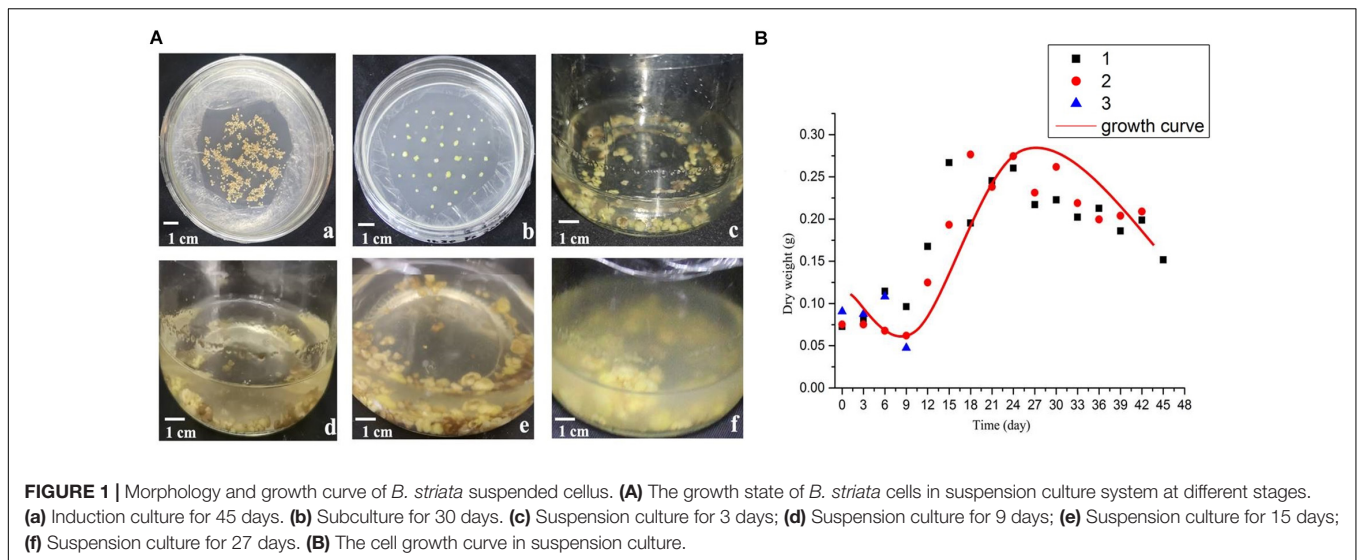 A
B
a
1 cm
b
1 cm
c
1 cm
d
1 cm
e
1 cm
f
1 cm
1
2
3
growth curve
0.30
0.25
0.20
0.15
0.10
0.05
0.00
Dry weight (g)
0 3 6 9 12 15 18 21 24 27 30 33 36 39 42 45 48
Time (day)
FIGURE 1 | Morphology and growth curve of B. striata suspended cellus. (A) The growth state of B. striata cells in suspension culture system at different stages.
(a) Induction culture for 45 days. (b) Subculture for 30 days. (c) Suspension culture for 3 days; (d) Suspension culture for 9 days; (e) Suspension culture for 15 days;
(f) Suspension culture for 27 days. (B) The cell growth curve in suspension culture.